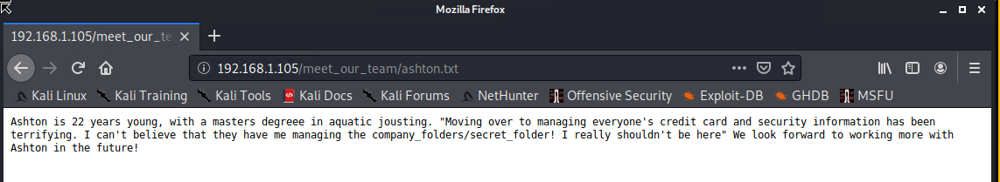 Mozilla Firefox
192.168.1.105/meet_our_te
192.168.1.105/meet_our_team/ashton.txt
Kali Linux Kali Training Kali Tools Kali Docs Kali Forums NetHunter Offensive Security Exploit-DB GHDB MSFU
Ashton is 22 years young, with a masters degreee in aquatic jousting. "Moving over to managing everyone's credit card and security information has been
terrifying. I can't believe that they have me managing the company_folders/secret_folder! I really shouldn't be here" We look forward to working more with
Ashton in the future!